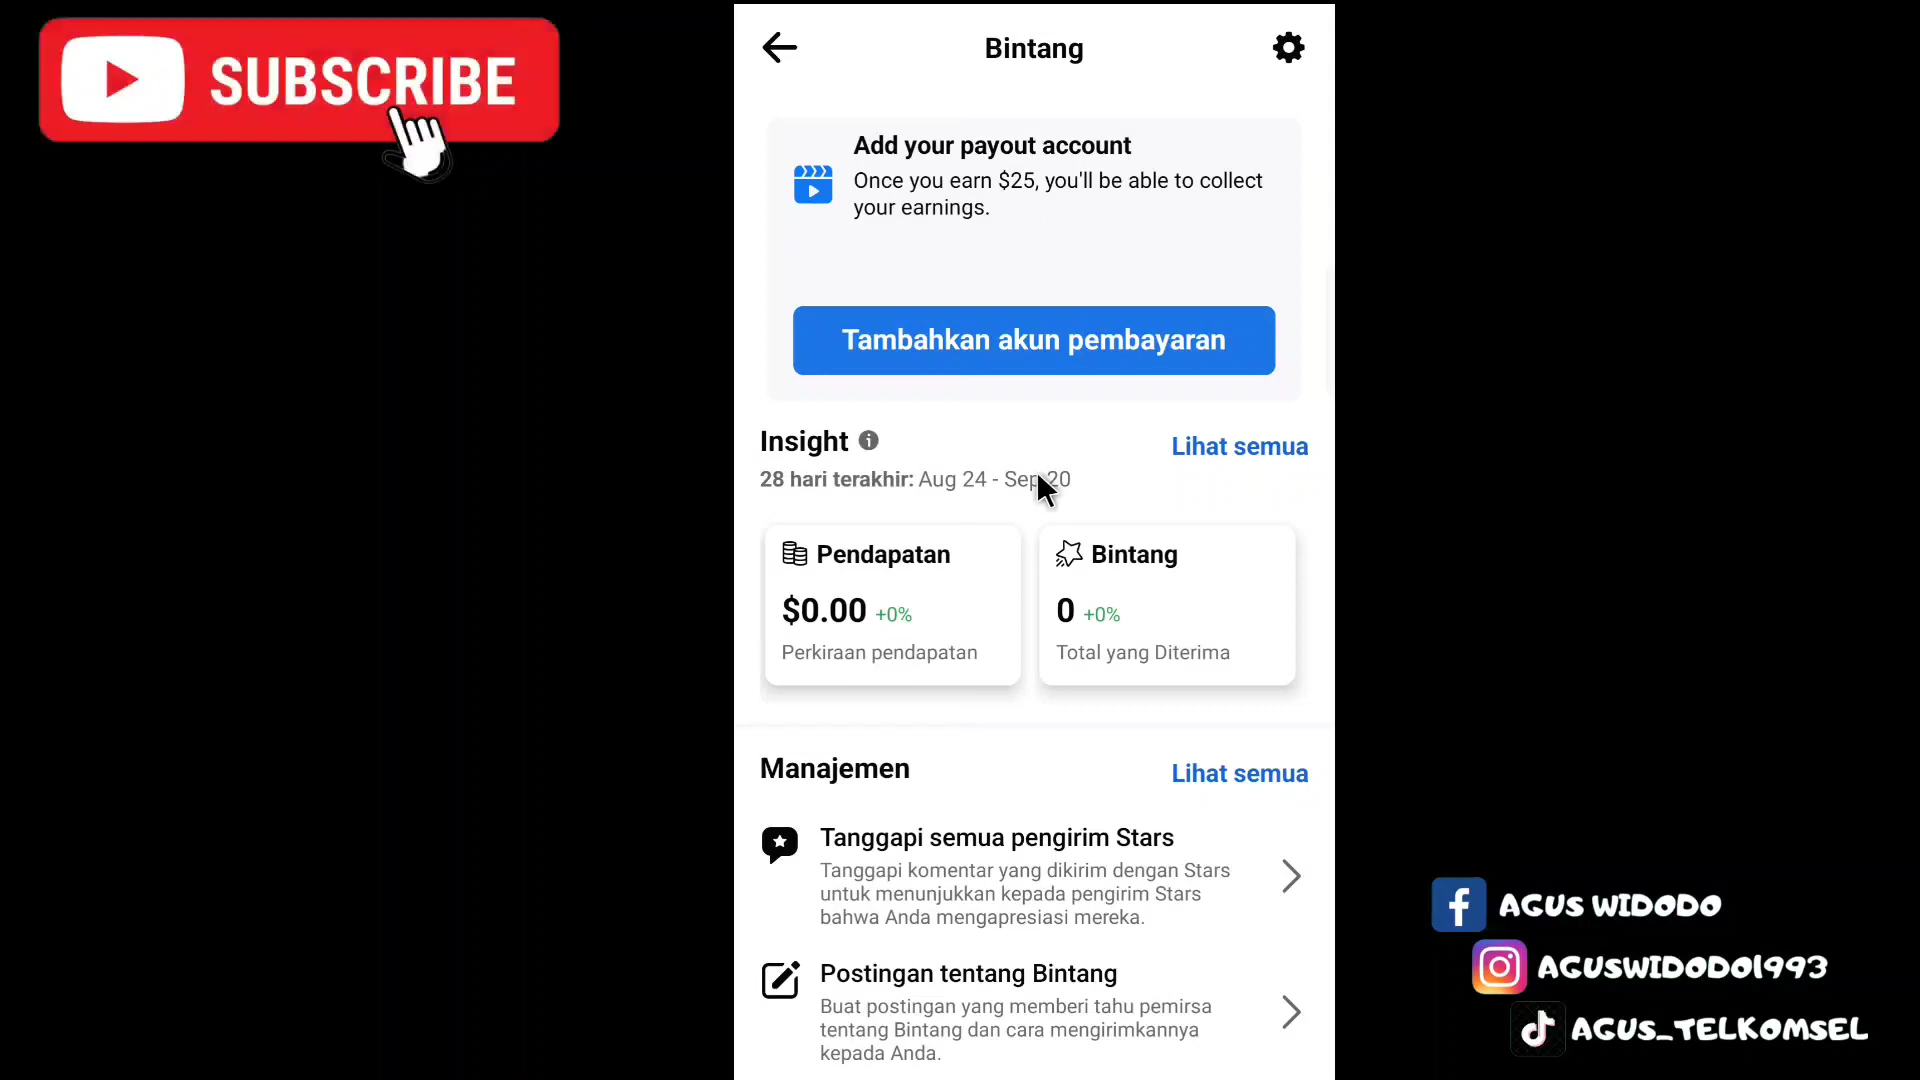 SUBSCRIBE
Bintang
Add your payout account
Once you earn $25, you'll be able to collect
your earnings.
Tambahkan akun pembayaran
Insight
Lihat semua
28 hari terakhir: Aug 24 - Sep 20
Pendapatan
$0.00 +0%
Perkiraan pendapatan
Bintang
0 +0%
Total yang Diterima
Manajemen
Lihat semua
Tanggapi semua pengirim Stars
Tanggapi komentar yang dikirim dengan Stars
untuk menunjukkan kepada pengirim Stars
bahwa Anda mengapresiasi mereka.
Postingan tentang Bintang
Buat postingan yang memberi tahu pemirsa
tentang Bintang dan cara mengirimkannya
kepada Anda.
AGUS WIDODO
AGUSWIDODO1993
AGUS_TELKOMSEL